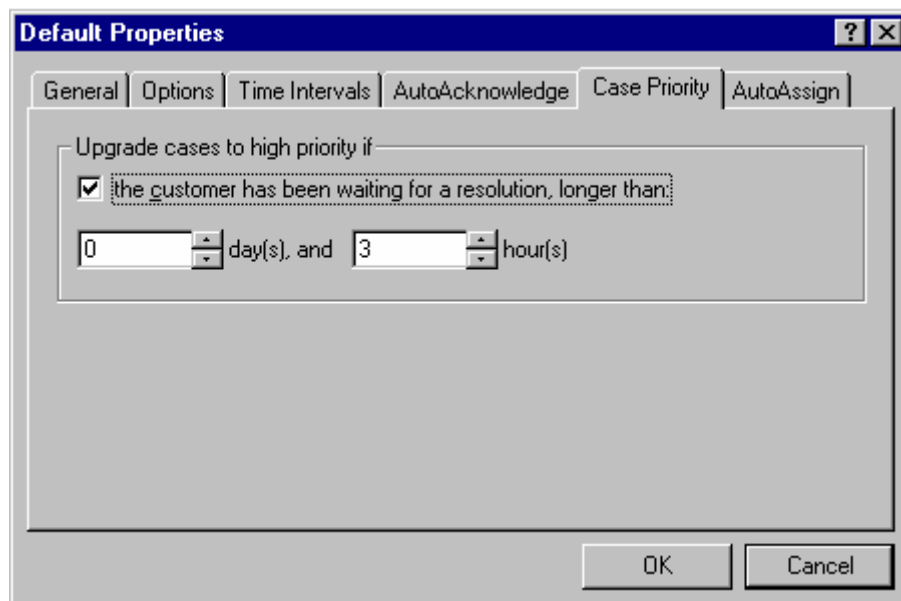 Default Properties
General Options Time Intervals AutoAcknowledge Case Priority AutoAssign
Upgrade cases to high priority if
the customer has been waiting for a resolution, longer than:
0 day(s), and 3 hour(s)
OK Cancel